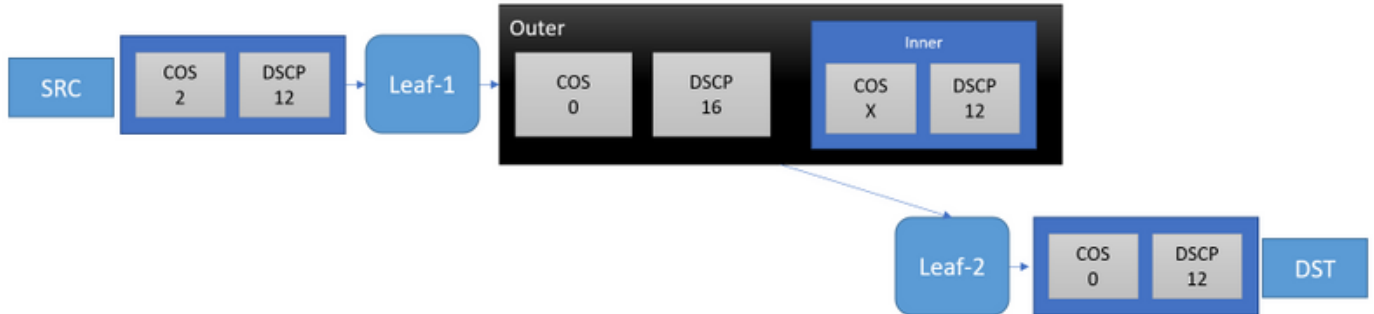 SRC
COS
2
DSCP
12
Leaf-1
Outer
COS
0
DSCP
16
Inner
COS
X
DSCP
12
Leaf-2
COS
0
DSCP
12
DST